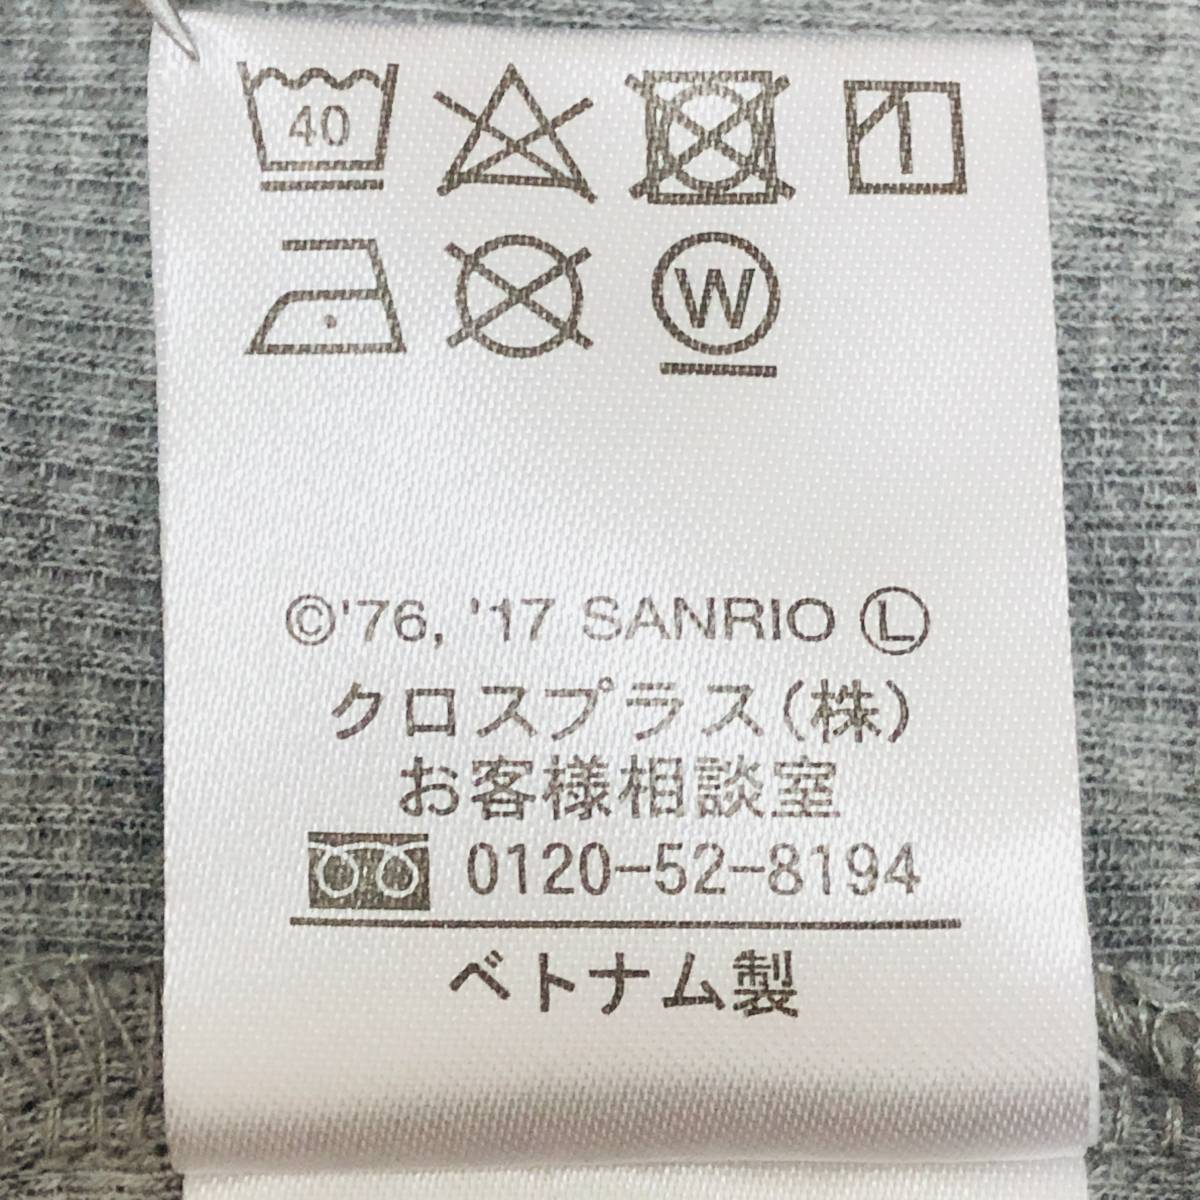 40
W
©'76, '17 SANRIO Ⓛ
クロスプラス(株)
お客様相談室
0120-52-8194
ベトナム製